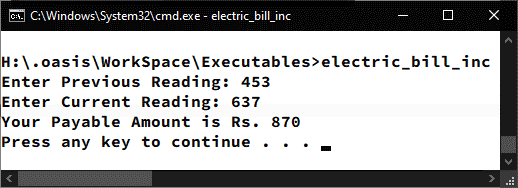 C:\Windows\System32\cmd.exe - electric_bill_inc
H:\.oasis\WorkSpace\Executables>electric_bill_inc
Enter Previous Reading: 453
Enter Current Reading: 637
Your Payable Amount is Rs. 870
Press any key to continue . . .